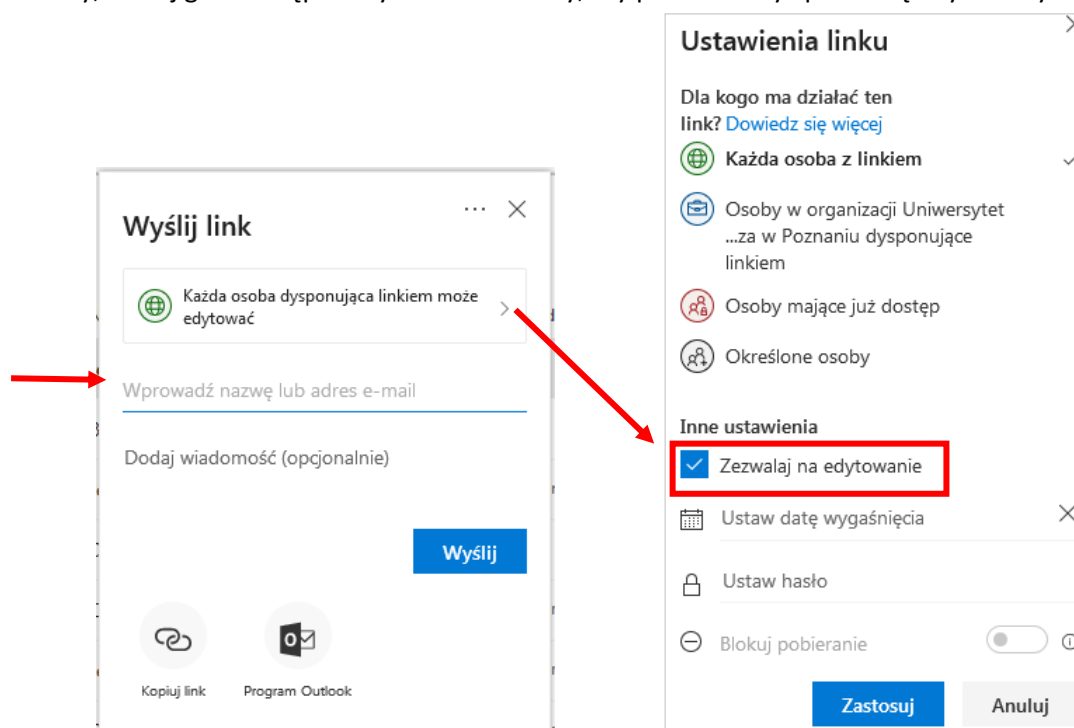 Wyślij link
Każda osoba dysponująca linkiem może
edytować
Wprowadź nazwę lub adres e-mail
Dodaj wiadomość (opcjonalnie)
Wyślij
Kopiuj link
Program Outlook
Ustawienia linku
Dla kogo ma działać ten
link? Dowiedz się więcej
Każda osoba z linkiem
Osoby w organizacji Uniwersytet
...za w Poznaniu dysponujące
linkiem
Osoby mające już dostęp
Określone osoby
Inne ustawienia
Zezwalaj na edytowanie
Ustaw datę wygaśnięcia
Ustaw hasło
Blokuj pobieranie
Zastosuj
Anuluj